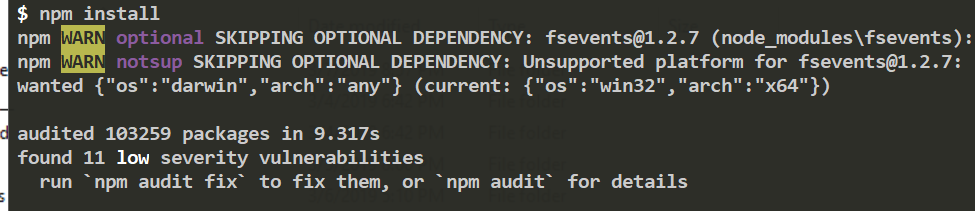 $ npm install
npm WARN optional SKIPPING OPTIONAL DEPENDENCY: fsevents@1.2.7 (node_modules\fsevents):
npm WARN notsup SKIPPING OPTIONAL DEPENDENCY: Unsupported platform for fsevents@1.2.7:
wanted {"os":"darwin","arch":"any"} (current: {"os":"win32","arch":"x64"})
audited 103259 packages in 9.317s
found 11 low severity vulnerabilities
run `npm audit fix` to fix them, or `npm audit` for details